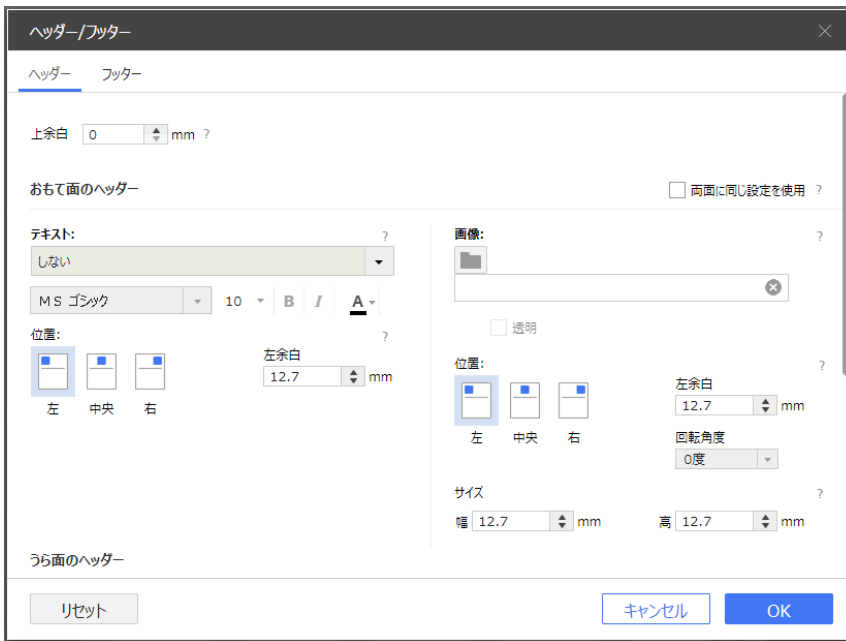 ヘッダー/フッター
ヘッダー フッター
上余白 0 mm ?
おもて面のヘッダー
両面に同じ設定を使用 ?
テキスト: ?
しない
MS ゴシック 10 B I A
位置: ?
左余白
12.7 mm
左 中央 右
画像: ?
透明
位置: ?
左余白
12.7 mm
左 中央 右
回転角度
0度
サイズ ?
幅 12.7 mm 高 12.7 mm
うら面のヘッダー
リセット キャンセル OK